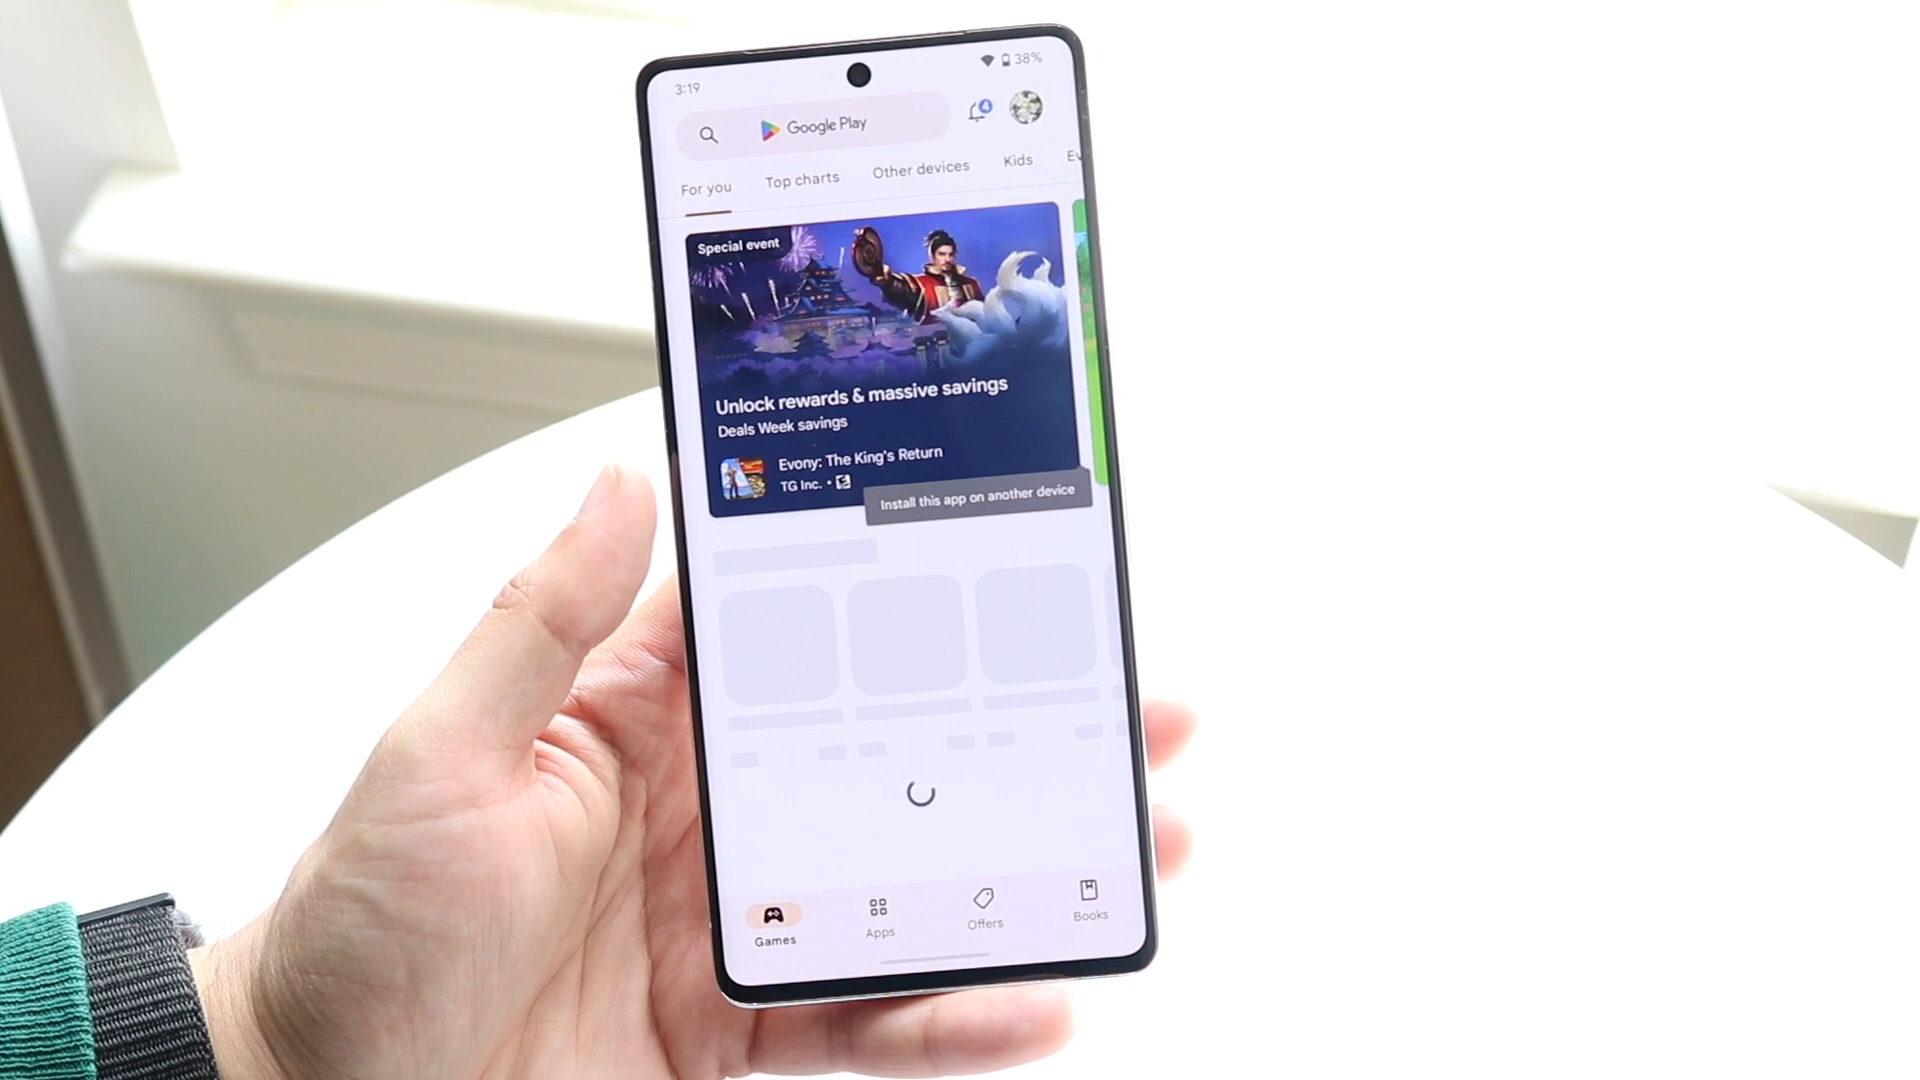 3:19
38%
Google Play
4
For you
Top charts
Other devices
Kids
Ev
Special event
Unlock rewards & massive savings
Deals Week savings
Evony: The King's Return
TG Inc. •
Install this app on another device
Games
Apps
Offers
Books